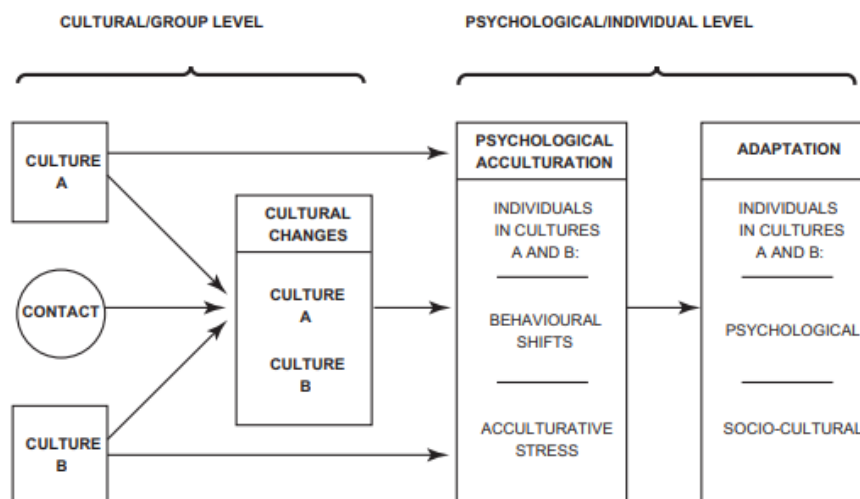 CULTURAL/GROUP LEVEL
PSYCHOLOGICAL/INDIVIDUAL LEVEL
CULTURE
A
CONTACT
CULTURE
B
CULTURAL
CHANGES
CULTURE
A
CULTURE
B
PSYCHOLOGICAL
ACCULTURATION
INDIVIDUALS
IN CULTURES
A AND B:
BEHAVIOURAL
SHIFTS
ACCULTURATIVE
STRESS
ADAPTATION
INDIVIDUALS
IN CULTURES
A AND B:
PSYCHOLOGICAL
SOCIO-CULTURAL